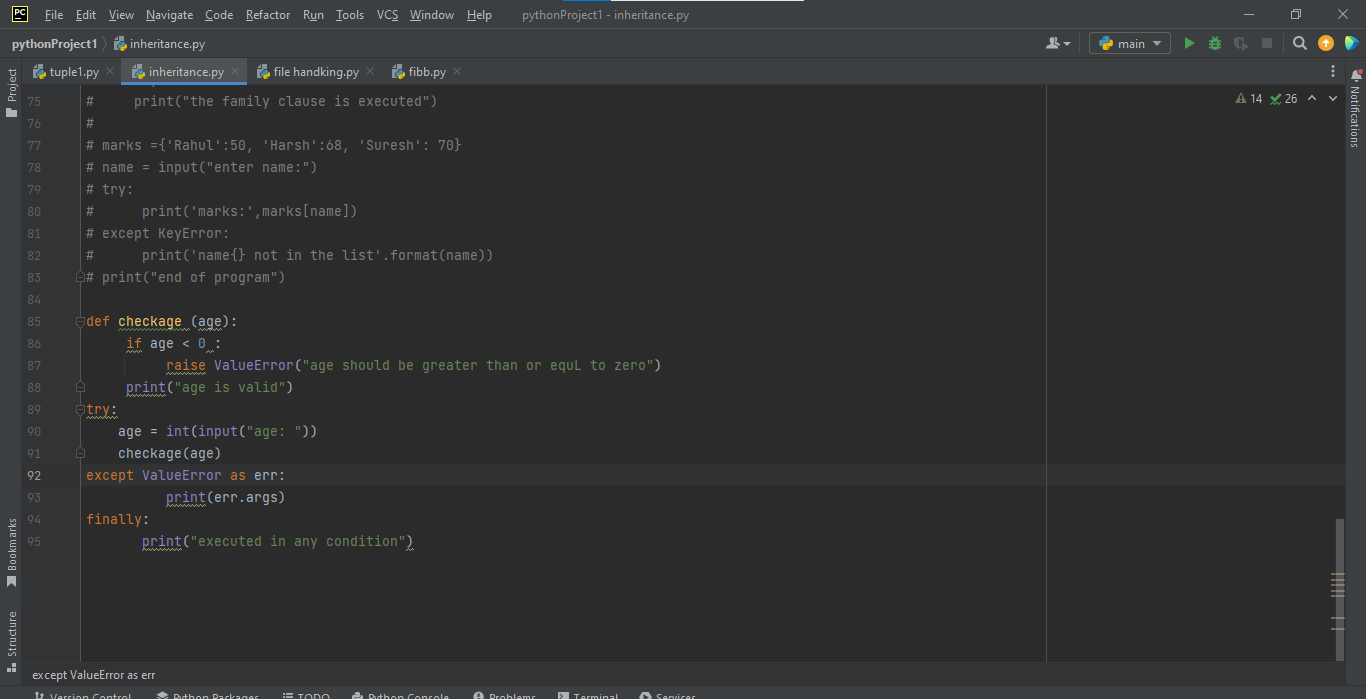 PC File Edit View Navigate Code Refactor Run Tools VCS Window Help pythonProject1 - inheritance.py
pythonProject1 inheritance.py main
Project tuple1.py inheritance.py file handking.py fibb.py
Notifications
14 26
75 #     print("the family clause is executed")
76 #
77 # marks ={'Rahul':50, 'Harsh':68, 'Suresh': 70}
78 # name = input("enter name:")
79 # try:
80 #      print('marks:',marks[name])
81 # except KeyError:
82 #      print('name{} not in the list'.format(name))
83 # print("end of program")
84
85 def checkage (age):
86      if age < 0 :
87           raise ValueError("age should be greater than or equL to zero")
88      print("age is valid")
89 try:
90     age = int(input("age: "))
91     checkage(age)
92 except ValueError as err:
93           print(err.args)
94 finally:
95        print("executed in any condition")
Bookmarks
Structure
except ValueError as err
Version Control Python Packages TODO Python Console Problems Terminal Services